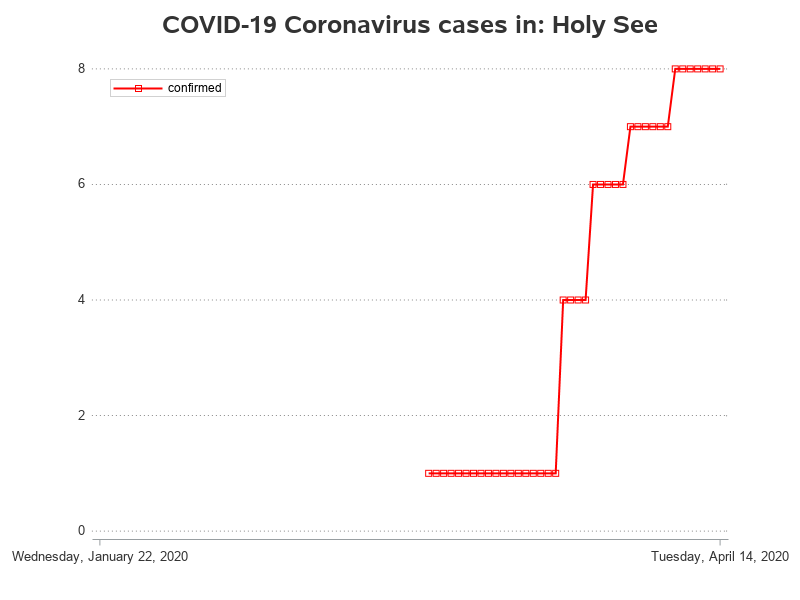 COVID-19 Coronavirus cases in: Holy See
confirmed
8
6
4
2
0
Wednesday, January 22, 2020
Tuesday, April 14, 2020